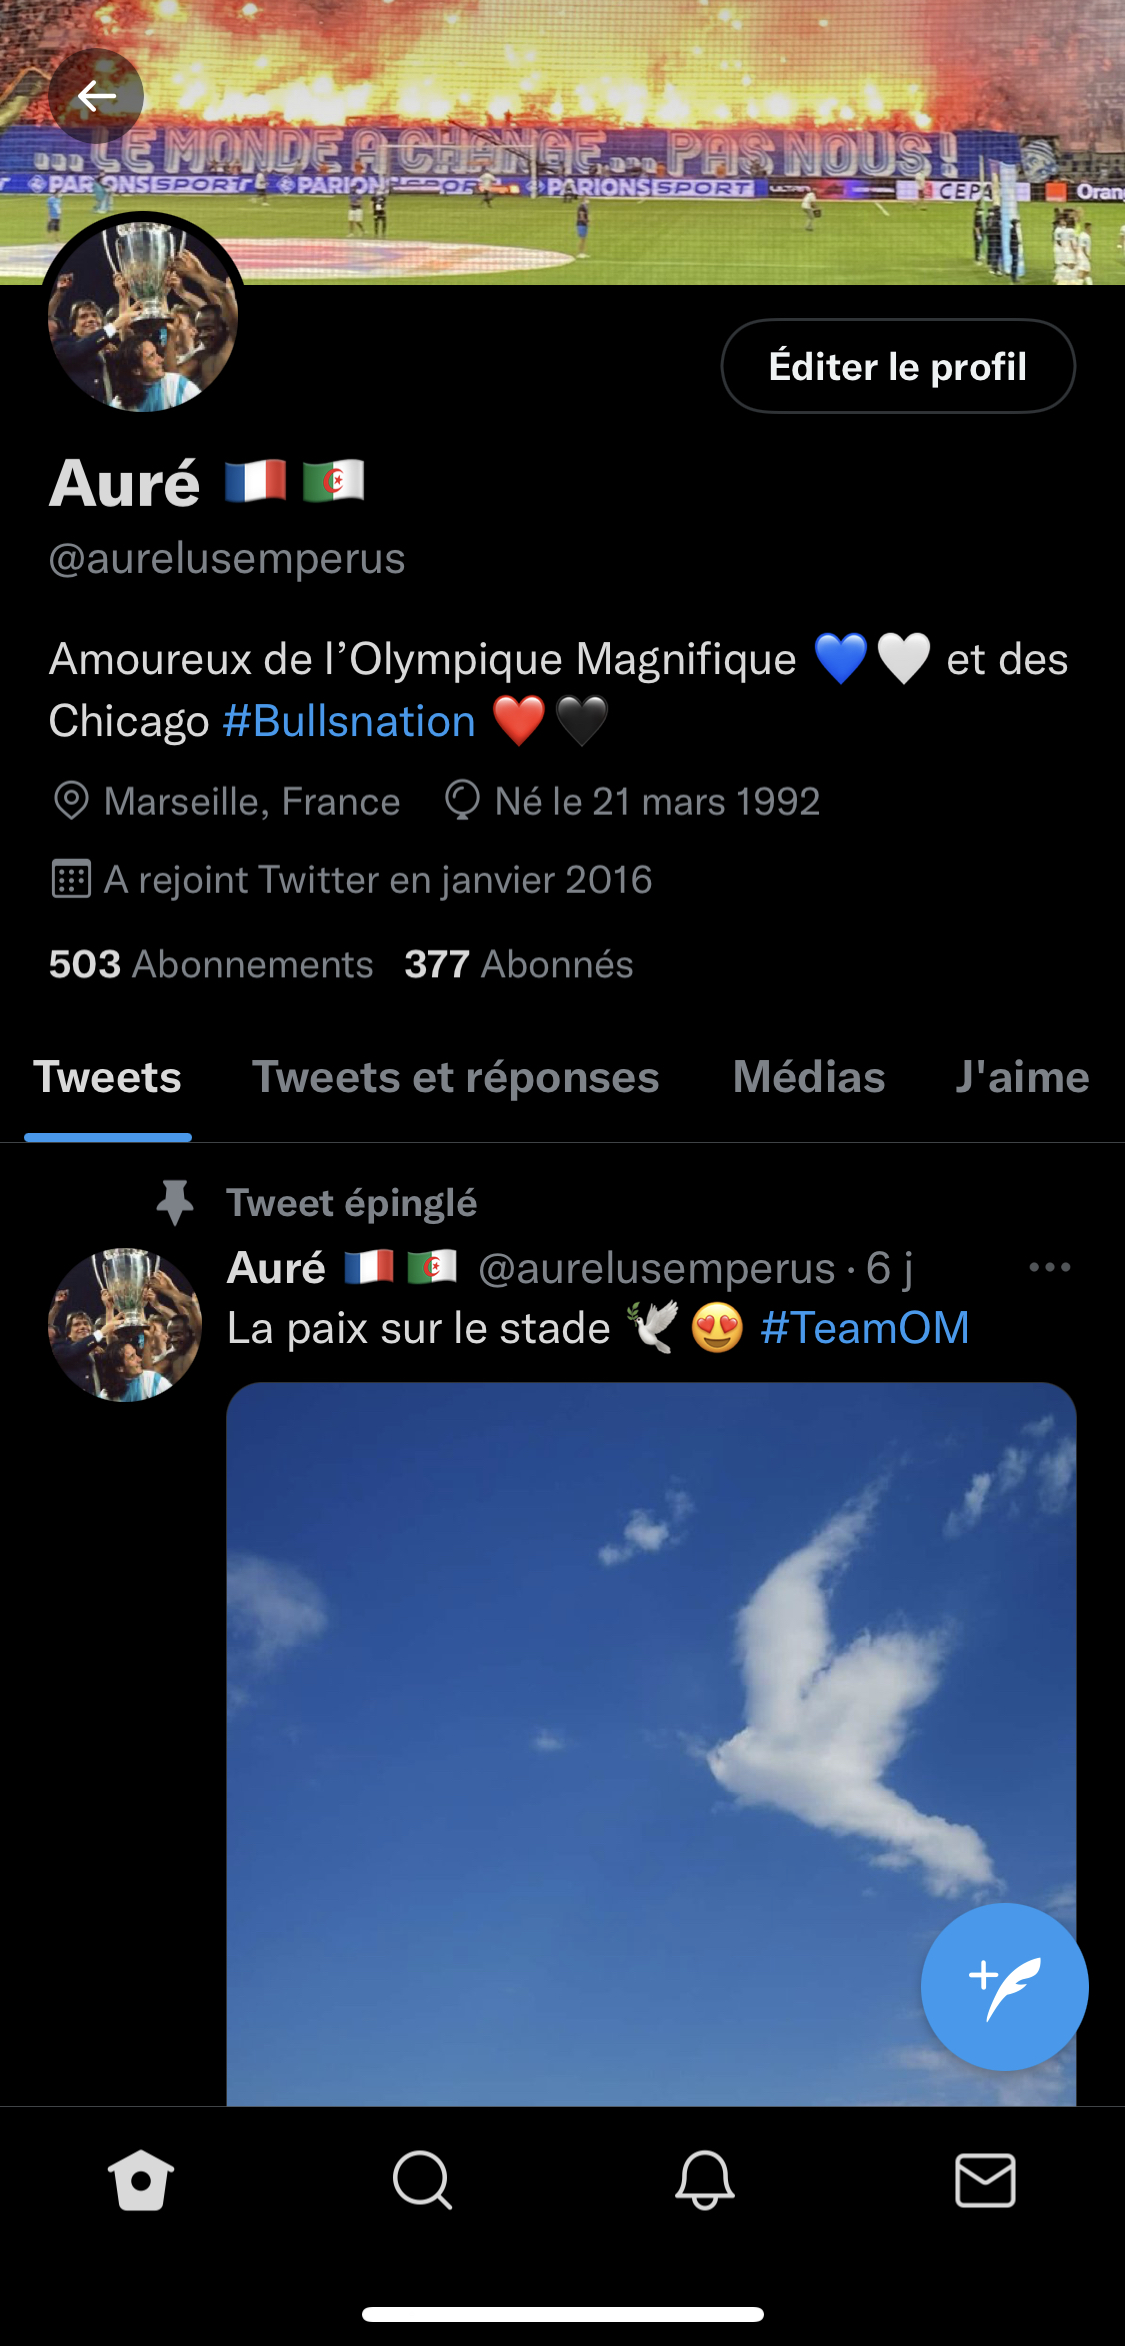 ...LE MONDE A CHANGE... PAS NOUS!
PARIONSSPORT PARIONSSPORT PARIONSSPORT CEPA Orang
Éditer le profil
Auré 🇫🇷 🇩🇿
@aurelusemperus
Amoureux de l’Olympique Magnifique 💙🤍 et des
Chicago #Bullsnation ❤️🖤
Marseille, France Né le 21 mars 1992
A rejoint Twitter en janvier 2016
503 Abonnements 377 Abonnés
Tweets Tweets et réponses Médias J'aime
Tweet épinglé
Auré 🇫🇷 🇩🇿 @aurelusemperus · 6 j
La paix sur le stade 🕊️ 😍 #TeamOM